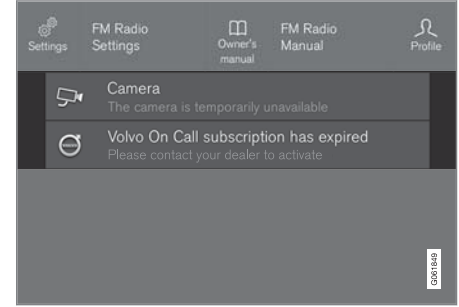 FM Radio
Settings
Settings
Owner's
manual
FM Radio
Manual
Profile
Camera
The camera is temporarily unavailable
Volvo On Call subscription has expired
Please contact your dealer to activate
G061849